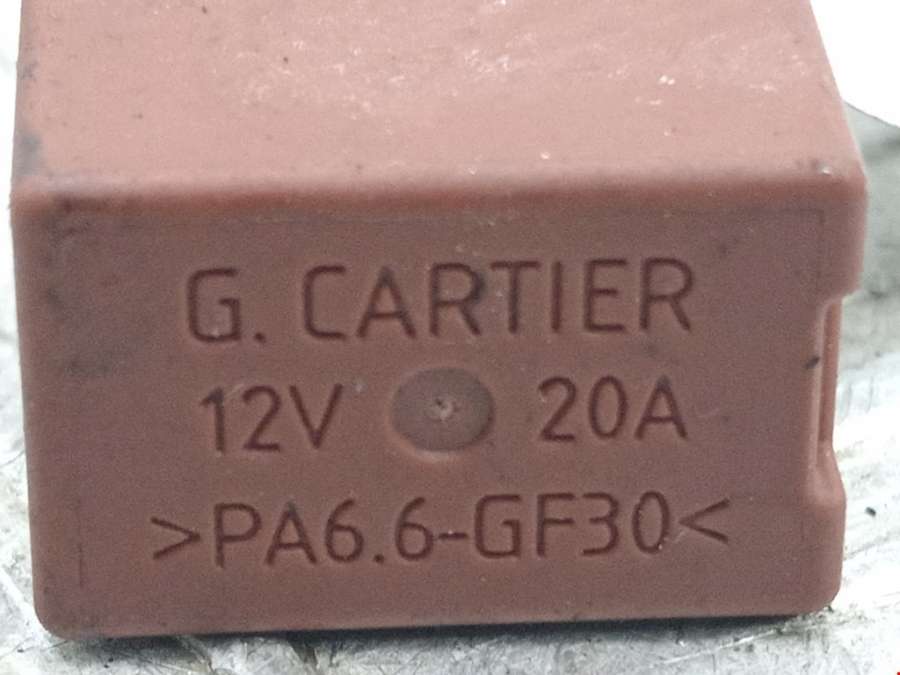 G. CARTIER
12V 20A
>PA6.6-GF30<